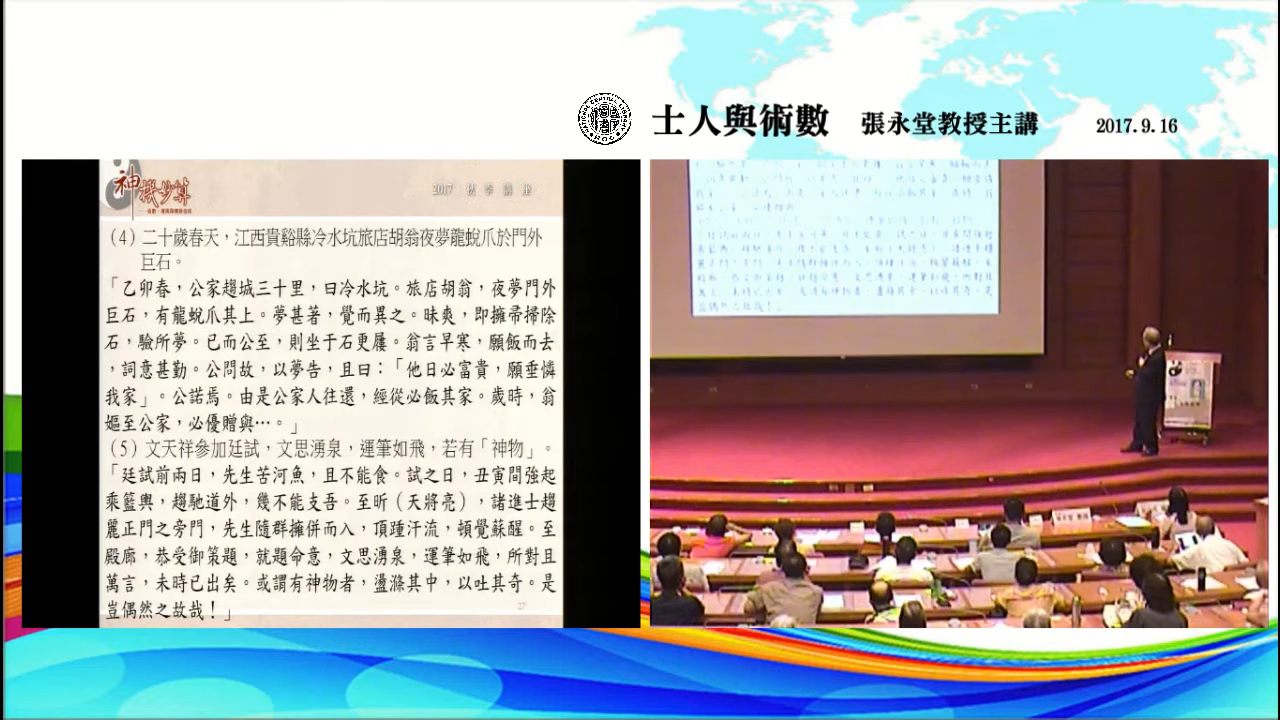 士人與術數 張永堂教授主講 2017.9.16
神機妙算
2017 秋季講座
(4) 二十歲春天，江西貴谿縣冷水坑旅店胡翁夜夢龍蛻爪於門外
巨石。
「乙卯春，公家趨城三十里，曰冷水坑。旅店胡翁，夜夢門外
巨石，有龍蛻爪其上。夢甚著，覺而異之。昧爽，即擁帚掃除
石，驗所夢。已而公至，則坐于石更屨。翁言早寒，願飯而去
，詞意甚勤。公問故，以夢告，且曰：「他日必富貴，願垂憐
我家」。公諾焉。由是公家人往還，經從必飯其家。歲時，翁
嫗至公家，必優贈與…。」
(5) 文天祥參加廷試，文思湧泉，運筆如飛，若有「神物」。
「廷試前兩日，先生苦河魚，且不能食。試之日，丑寅間強起
乘籃輿，趨馳道外，幾不能支吾。至昕（天將亮），諸進士趨
麗正門之旁門，先生隨群擁併而入，頂踵汗流，頓覺蘇醒。至
殿廊，恭受御策題，就題命意，文思湧泉，運筆如飛，所對且
萬言，未時已出矣。或謂有神物者，盪滌其中，以吐其奇。是
豈偶然之故哉！」
27